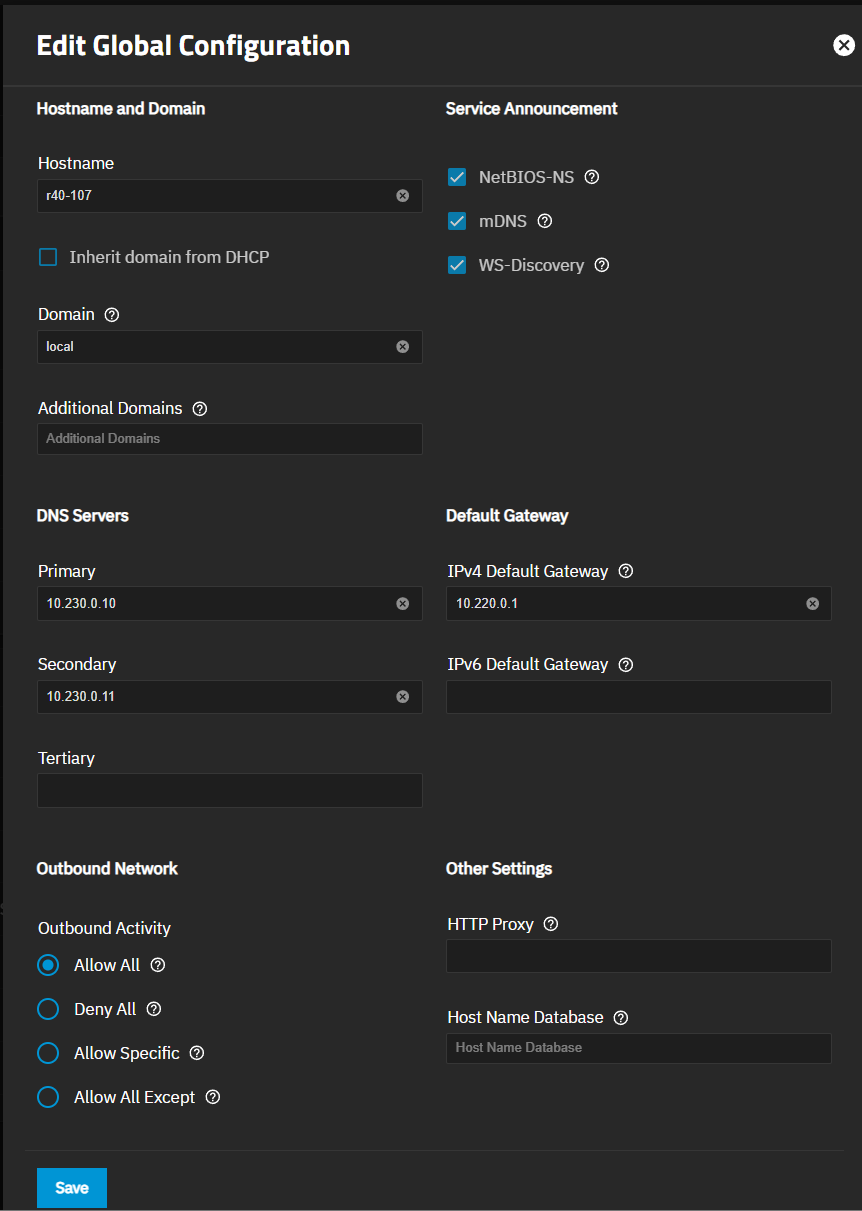 Edit Global Configuration
Hostname and Domain
Hostname
r40-107
Inherit domain from DHCP
Domain
local
Additional Domains
Additional Domains
Service Announcement
NetBIOS-NS
mDNS
WS-Discovery
DNS Servers
Primary
10.230.0.10
Secondary
10.230.0.11
Tertiary
Default Gateway
IPv4 Default Gateway
10.220.0.1
IPv6 Default Gateway
Outbound Network
Outbound Activity
Allow All
Deny All
Allow Specific
Allow All Except
Other Settings
HTTP Proxy
Host Name Database
Host Name Database
Save